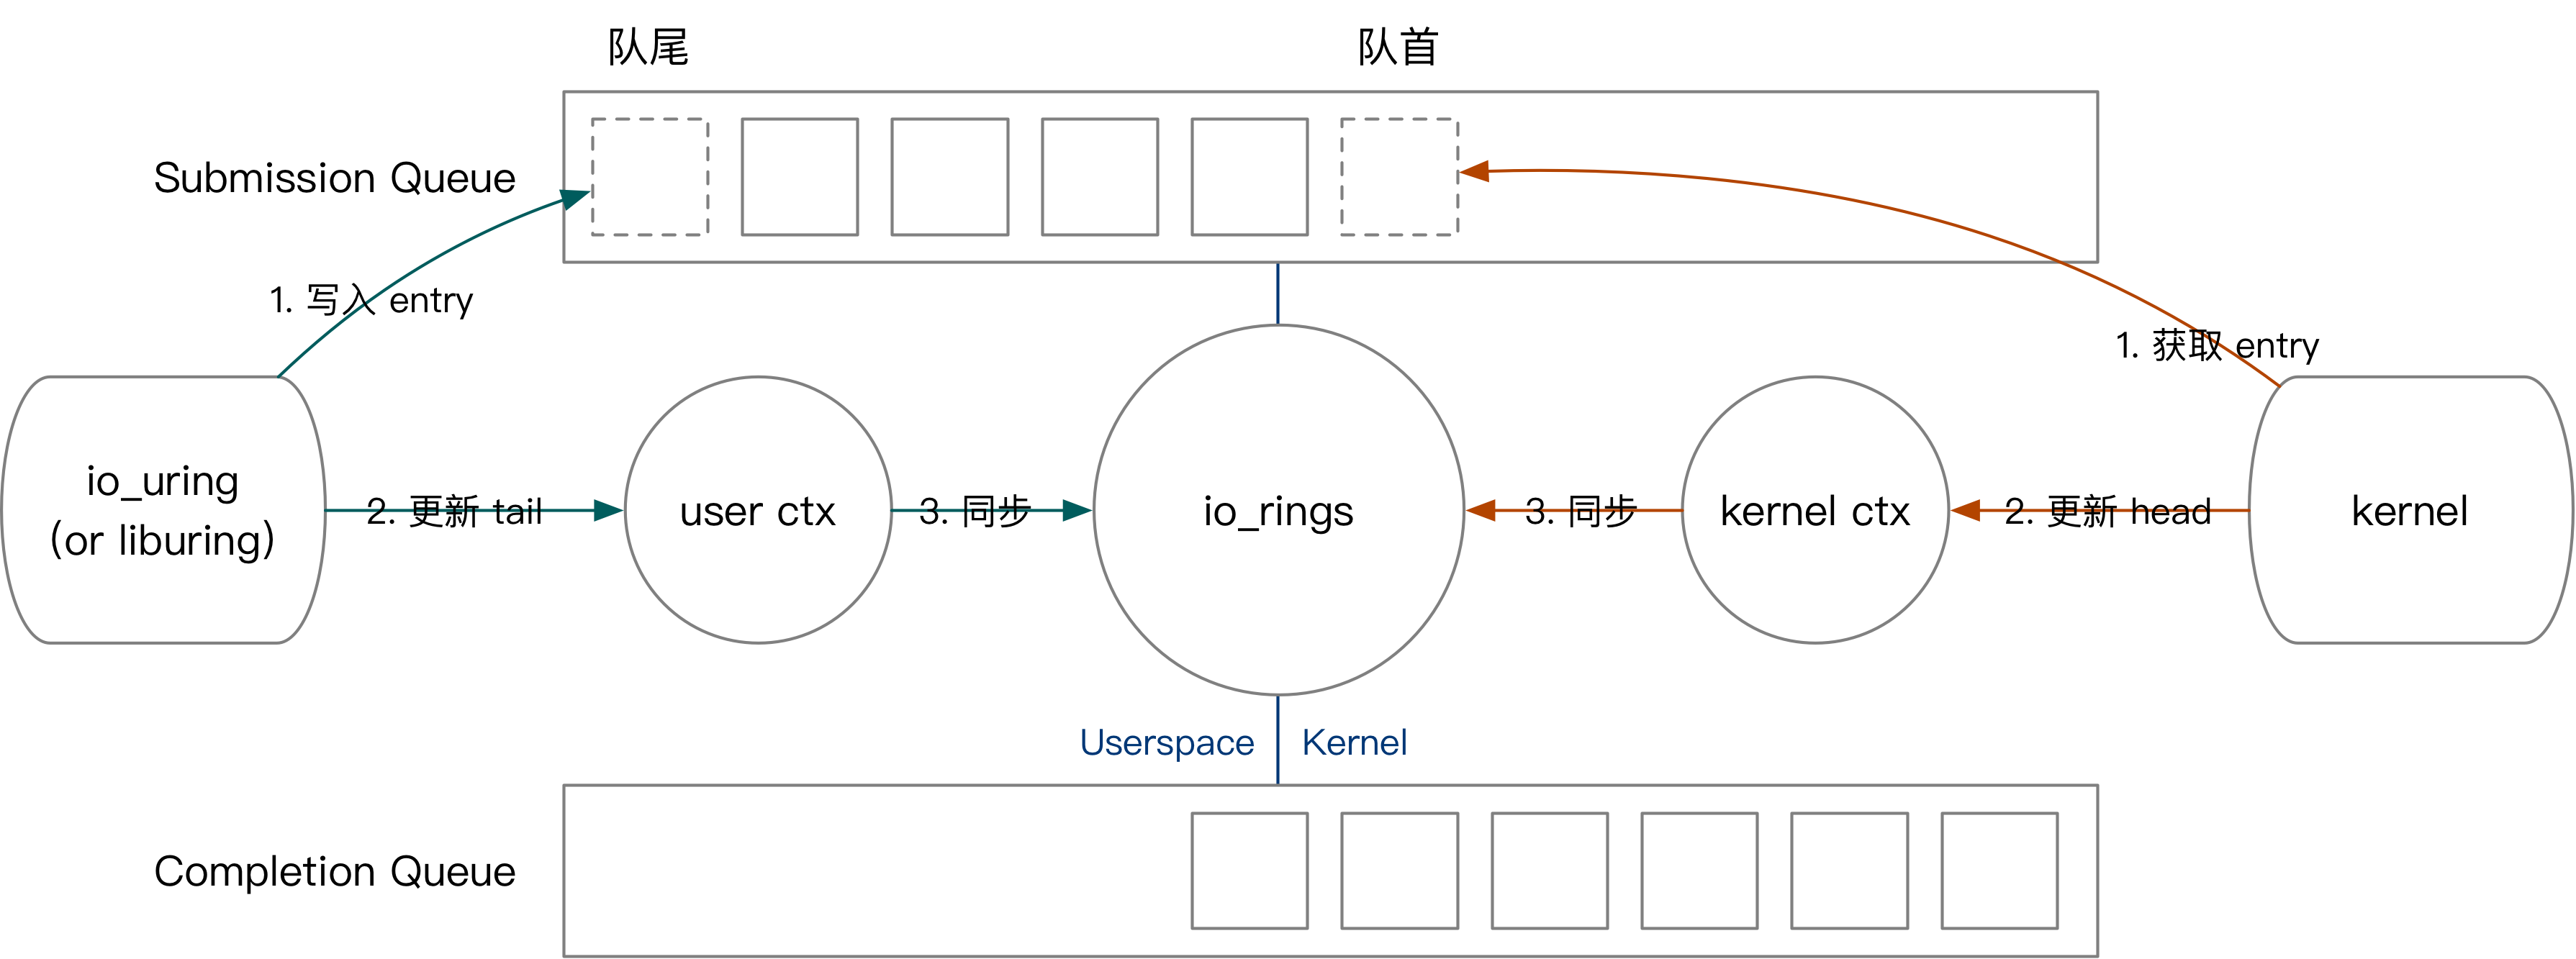 队尾
队首
Submission Queue
1. 写入 entry
1. 获取 entry
io_uring
(or liburing)
2. 更新 tail
user ctx
3. 同步
io_rings
3. 同步
kernel ctx
2. 更新 head
kernel
Userspace
Kernel
Completion Queue